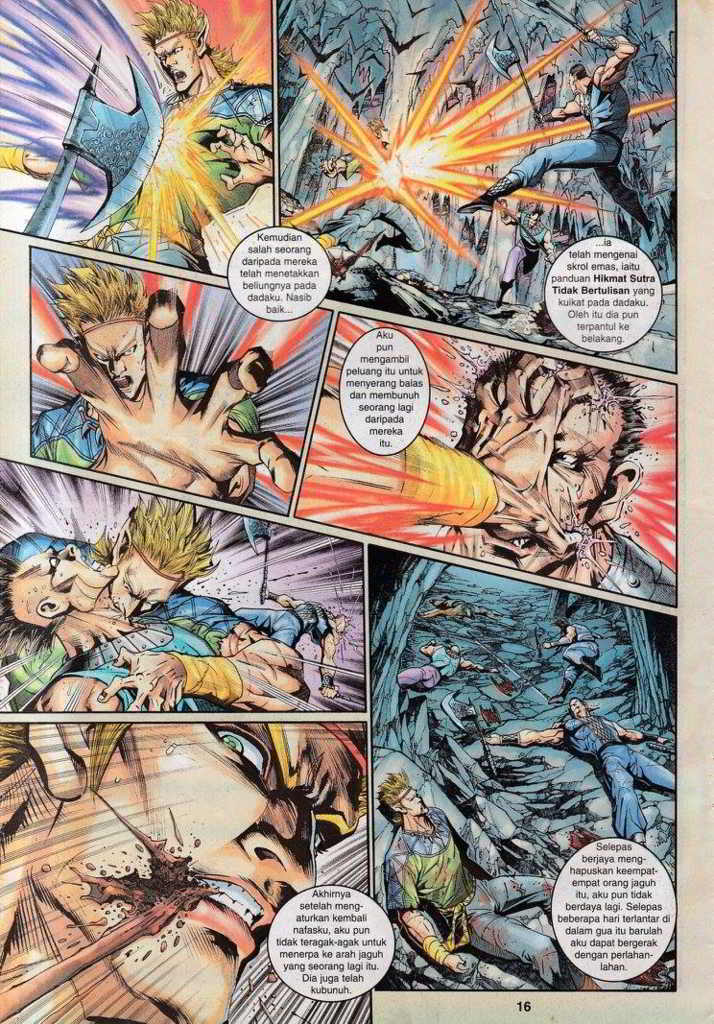 Kemudian
salah seorang
daripada mereka
telah menetakkan
beliungnya pada
dadaku. Nasib
baik...
...ia
telah mengenai
skrol emas, iaitu
panduan Hikmat Sutra
Tidak Bertulisan yang
kuikat pada dadaku.
Oleh itu dia pun
terpantul ke
belakang.
Aku
pun
mengambil
peluang itu untuk
menyerang balas
dan membunuh
seorang lagi
daripada
mereka
itu.
Akhirnya
setelah meng-
aturkan kembali
nafasku, aku pun
tidak teragak-agak untuk
menerpa ke arah jaguh
yang seorang lagi itu.
Dia juga telah
kubunuh.
Selepas
berjaya meng-
hapuskan keempat-
empat orang jaguh
itu, aku pun tidak
berdaya lagi. Selepas
beberapa hari terlantar di
dalam gua itu barulah
aku dapat bergerak
dengan perlahan-
lahan.
16